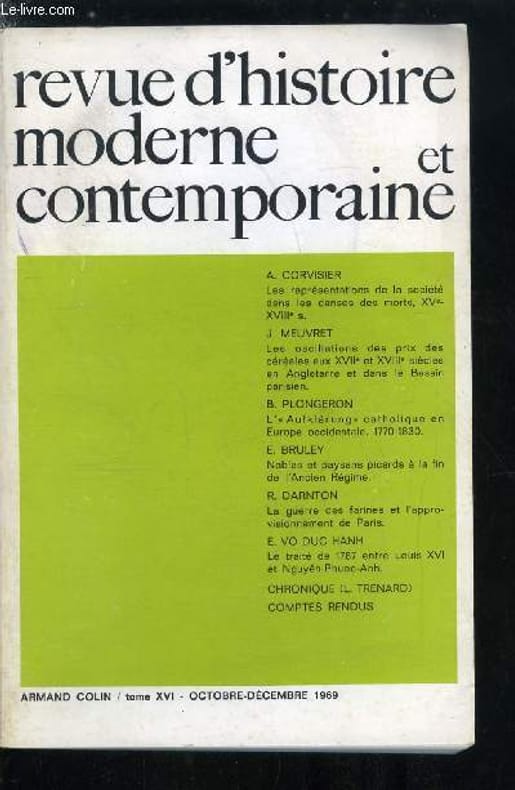 © Le-livre.com
revue d'histoire
moderne et
contemporaine
A. CORVISIER
Les représentations de la société
dans les danses des morts, XVe-
XVIIIe s.
J. MEUVRET
Les oscillations des prix des
céréales aux XVIIe et XVIIIe siècles
en Angleterre et dans le Bassin
parisien.
B. PLONGERON
L'«Aufklärung» catholique en
Europe occidentale, 1770-1830.
E. BRULEY
Nobles et paysans picards à la fin
de l'Ancien Régime.
R. DARNTON
La guerre des farines et l'appro-
visionnement de Paris.
E. VO DUC HANH
Le traité de 1787 entre Louis XVI
et Nguyên-Phuoc-Anh.
CHRONIQUE (L. TRENARD)
COMPTES RENDUS
ARMAND COLIN / tome XVI - OCTOBRE-DÉCEMBRE 1969
© Le-livre.com